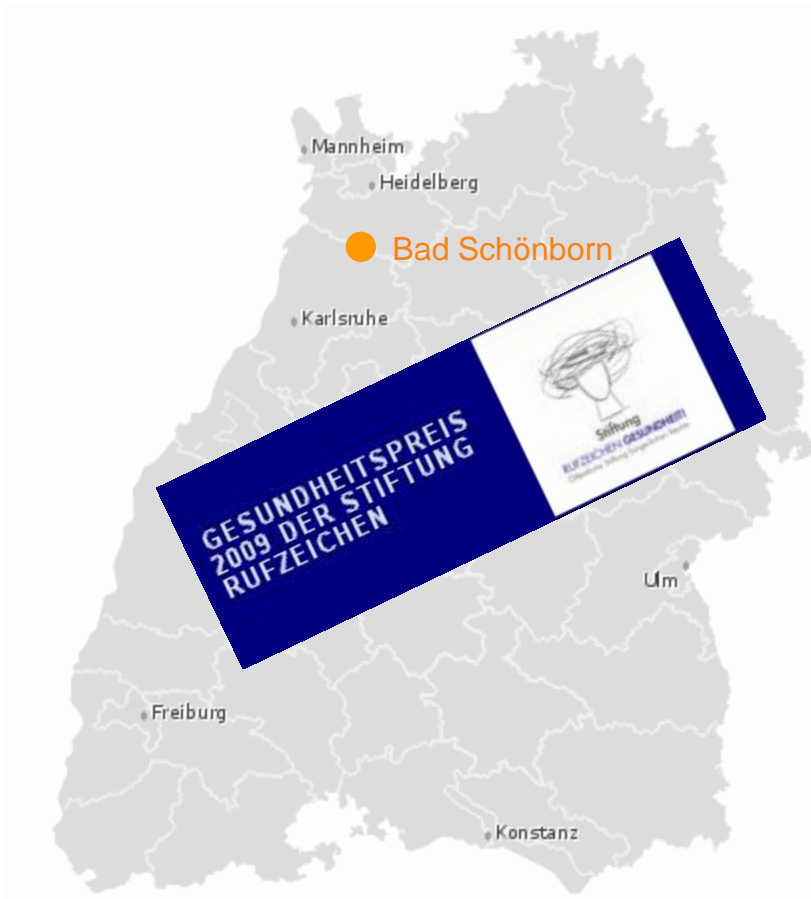 Mannheim
Heidelberg
Bad Schönborn
Karlsruhe
GESUNDHEITSPREIS
2009 DER STIFTUNG
RUFZEICHEN
Stiftung
RUFZEICHEN GESUNDHEIT!
Ulm
Freiburg
Konstanz